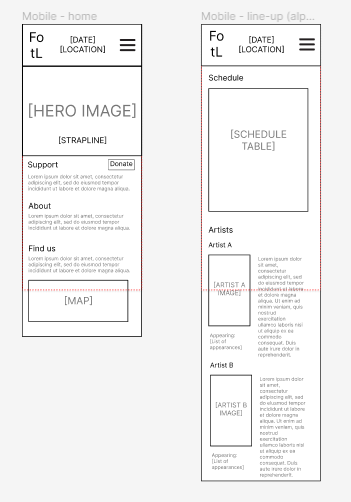 Mobile - home
Fo
tL
[DATE]
[LOCATION]
[HERO IMAGE]
[STRAPLINE]
Support
Donate
Lorem ipsum dolor sit amet, consectetur
adipiscing elit, sed do eiusmod tempor
incididunt ut labore et dolore magna aliqua.
About
Lorem ipsum dolor sit amet, consectetur
adipiscing elit, sed do eiusmod tempor
incididunt ut labore et dolore magna aliqua.
Find us
Lorem ipsum dolor sit amet, consectetur
adipiscing elit, sed do eiusmod tempor
incididunt ut labore et dolore magna aliqua.
[MAP]
Mobile - line-up (alp...
Fo
tL
[DATE]
[LOCATION]
Schedule
[SCHEDULE
TABLE]
Artists
Artist A
[ARTIST A
IMAGE]
Appearing:
[List of
appearances]
Lorem ipsum dolor
sit amet,
consectetur
adipiscing elit, sed
do eiusmod tempor
incididunt ut labore
et dolore magna
aliqua. Ut enim ad
minim veniam, quis
nostrud
exercitation
ullamco laboris nisi
ut aliquip ex ea
commodo
consequat. Duis
aute irure dolor in
reprehenderit.
Artist B
[ARTIST B
IMAGE]
Appearing:
[List of
appearances]
Lorem ipsum dolor
sit amet,
consectetur
adipiscing elit, sed
do eiusmod tempor
incididunt ut labore
et dolore magna
aliqua. Ut enim ad
minim veniam, quis
nostrud
exercitation
ullamco laboris nisi
ut aliquip ex ea
commodo
consequat. Duis
aute irure dolor in
reprehenderit.